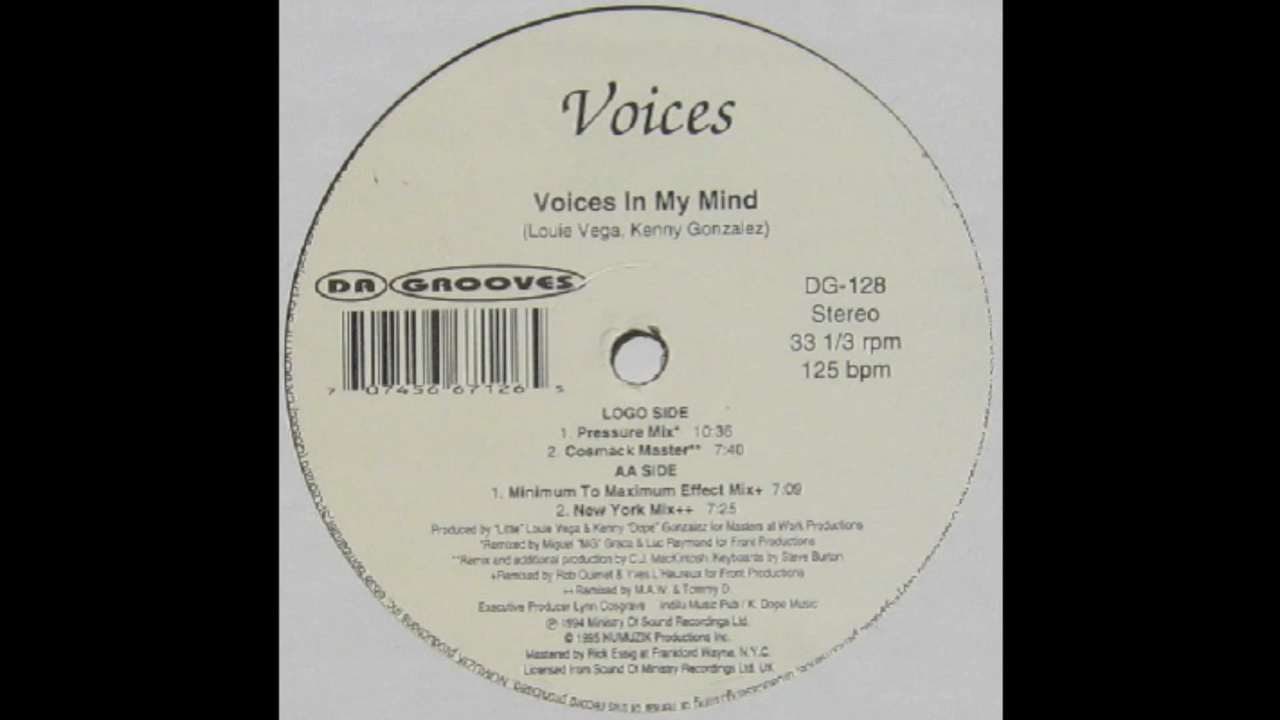 Voices
Voices In My Mind
(Louie Vega, Kenny Gonzalez)
DA GROOVES
DG-128
Stereo
33 1/3 rpm
125 bpm
7 07456 67126 5
LOGO SIDE
1. Pressure Mix* 10:36
2. Cosmack Master** 7:40
AA SIDE
1. Minimum To Maximum Effect Mix+ 7:09
2. New York Mix++ 7:25
Produced by "Little" Louie Vega & Kenny "Dope" Gonzalez for Masters at Work Productions
*Remixed by Miguel "MG" Graca & Luc Raymond for Front Productions
**Remix and additional production by C.J. MacKintosh. Keyboards by Steve Burton
+Remixed by Rob Ouimet & Yves L'Heureux for Front Productions
++ Remixed by M.A.W. & Tommy D.
Executive Producer Lynn Cosgrave Indilu Music Pub / K. Dope Music
℗ 1994 Ministry Of Sound Recordings Ltd.
© 1995 NUMUZIK Productions Inc.
Mastered by Rick Essig at Frankford Wayne, N.Y.C.
Licensed from Sound Of Ministry Recordings Ltd. UK